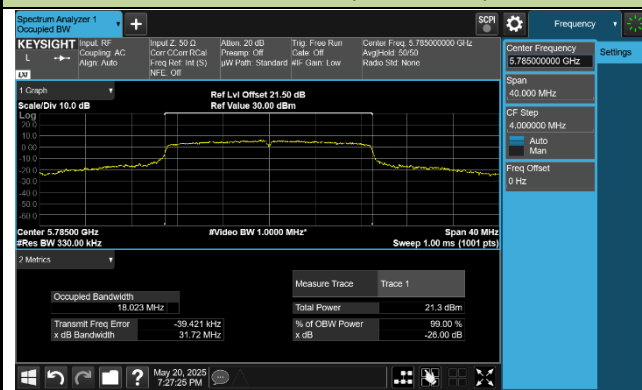 Spectrum Analyzer 1
Occupied BW
SCPI
Frequency
KEYSIGHT
L
LXI
Input: RF
Coupling: AC
Align: Auto
Input Z: 50 Ω
Corr CCorr RCal
Freq Ref: Int (S)
NFE: Off
Atten: 20 dB
Preamp: Off
µW Path: Standard
Trig: Free Run
Gate: Off
#IF Gain: Low
Center Freq: 5.785000000 GHz
Avg|Hold: 50/50
Radio Std: None
Center Frequency
5.785000000 GHz
Settings
Span
40.000 MHz
CF Step
4.000000 MHz
Auto
Man
Freq Offset
0 Hz
1 Graph
Scale/Div 10.0 dB
Ref Lvl Offset 21.50 dB
Ref Value 30.00 dBm
Log
20.0
10.0
0.00
-10.0
-20.0
-30.0
-40.0
-50.0
-60.0
Center 5.78500 GHz
#Video BW 1.0000 MHz*
Span 40 MHz
#Res BW 330.00 kHz
Sweep 1.00 ms (1001 pts)
2 Metrics
Measure Trace
Trace 1
Occupied Bandwidth
18.023 MHz
Total Power
21.3 dBm
Transmit Freq Error
-39.421 kHz
% of OBW Power
99.00 %
x dB Bandwidth
31.72 MHz
x dB
-26.00 dB
?
May 20, 2025
7:27:25 PM